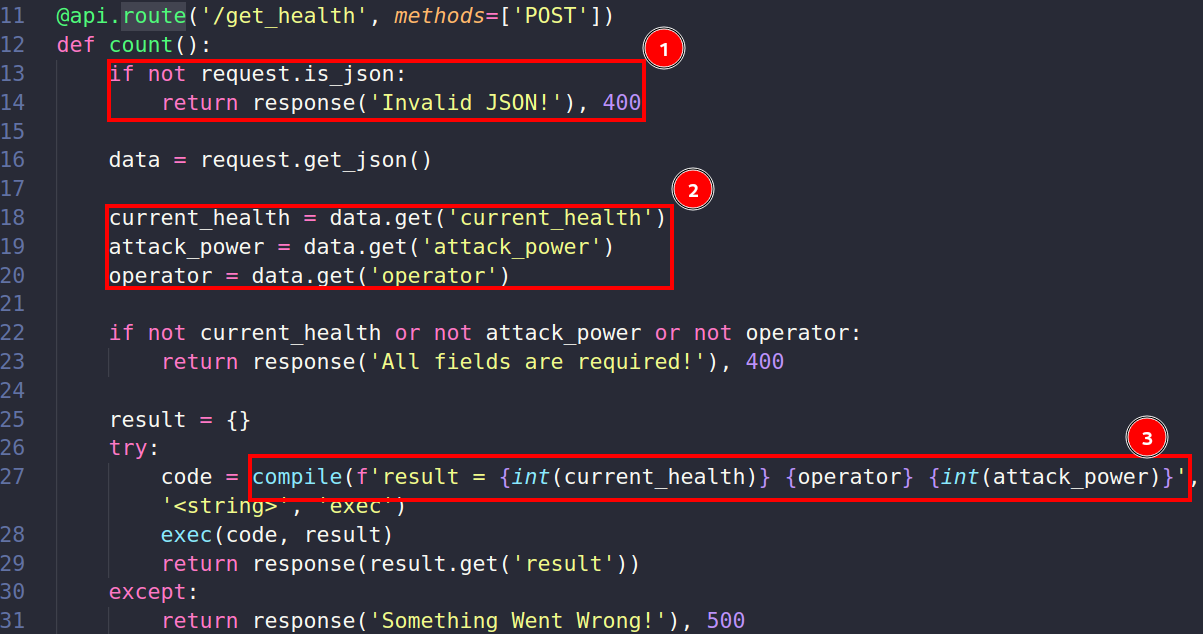 11 @api.route('/get_health', methods=['POST'])
12 def count():
1
13 if not request.is_json:
14 return response('Invalid JSON!'), 400
15
16 data = request.get_json()
17
2
18 current_health = data.get('current_health')
19 attack_power = data.get('attack_power')
20 operator = data.get('operator')
21
22 if not current_health or not attack_power or not operator:
23 return response('All fields are required!'), 400
24
25 result = {}
26 try:
3
27 code = compile(f'result = {int(current_health)} {operator} {int(attack_power)}',
'<string>', 'exec')
28 exec(code, result)
29 return response(result.get('result'))
30 except:
31 return response('Something Went Wrong!'), 500